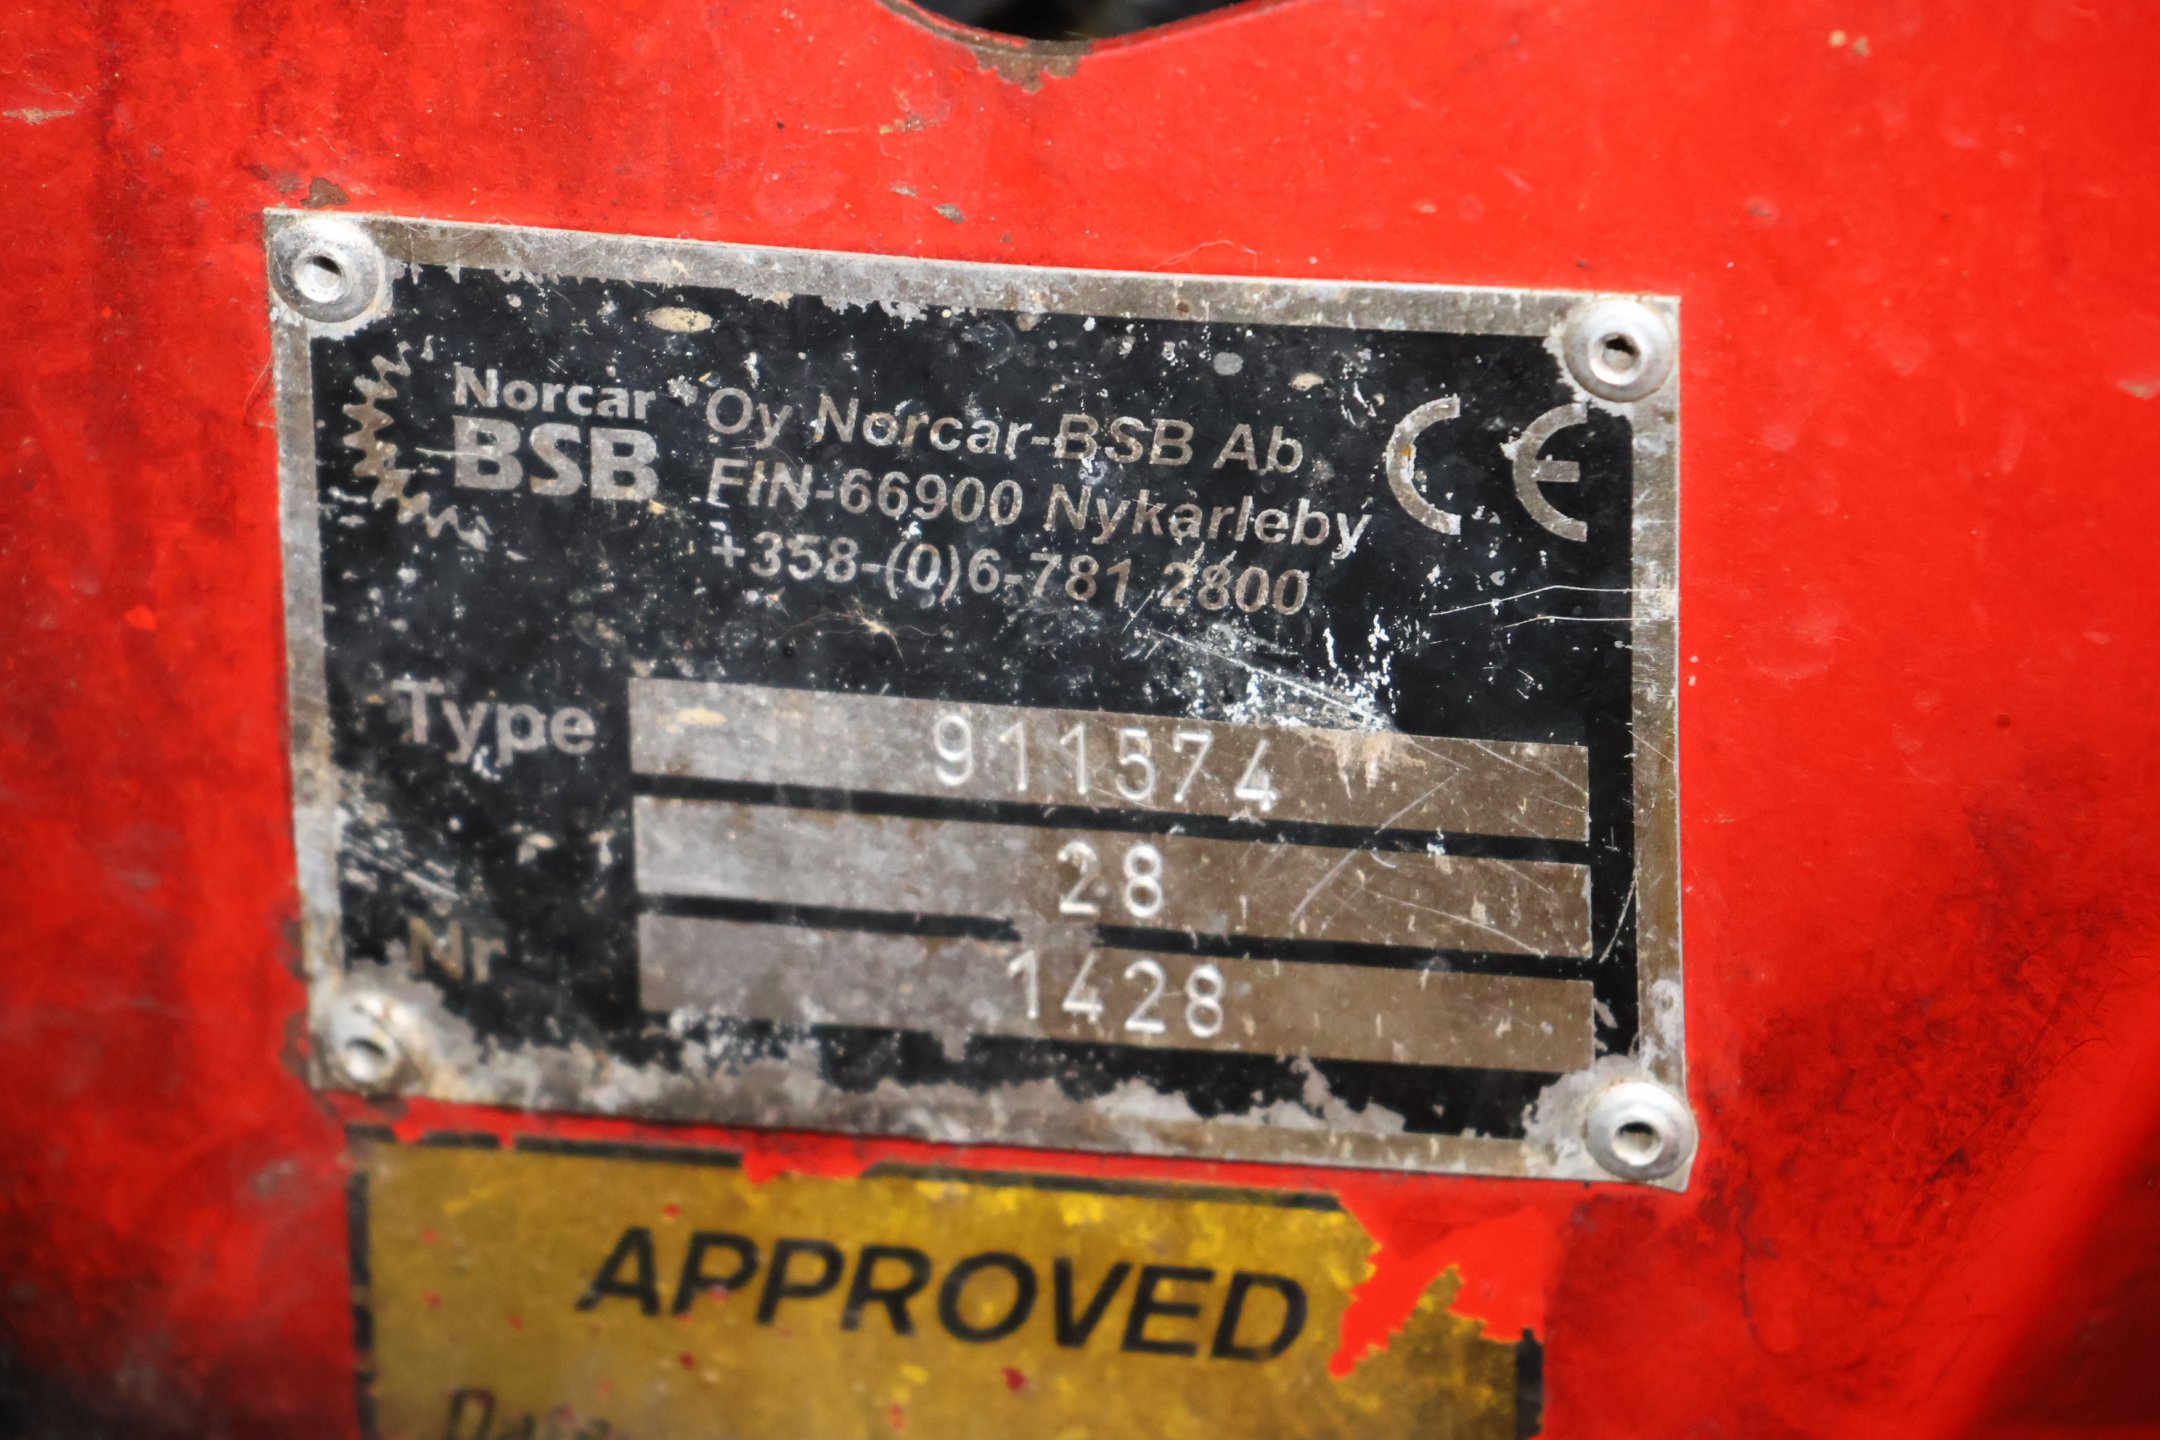 Norcar
BSB
Oy Norcar-BSB Ab
FIN-66900 Nykarleby
+358-(0)6-781 2800
CE
Type 911574
28
Nr 1428
APPROVED